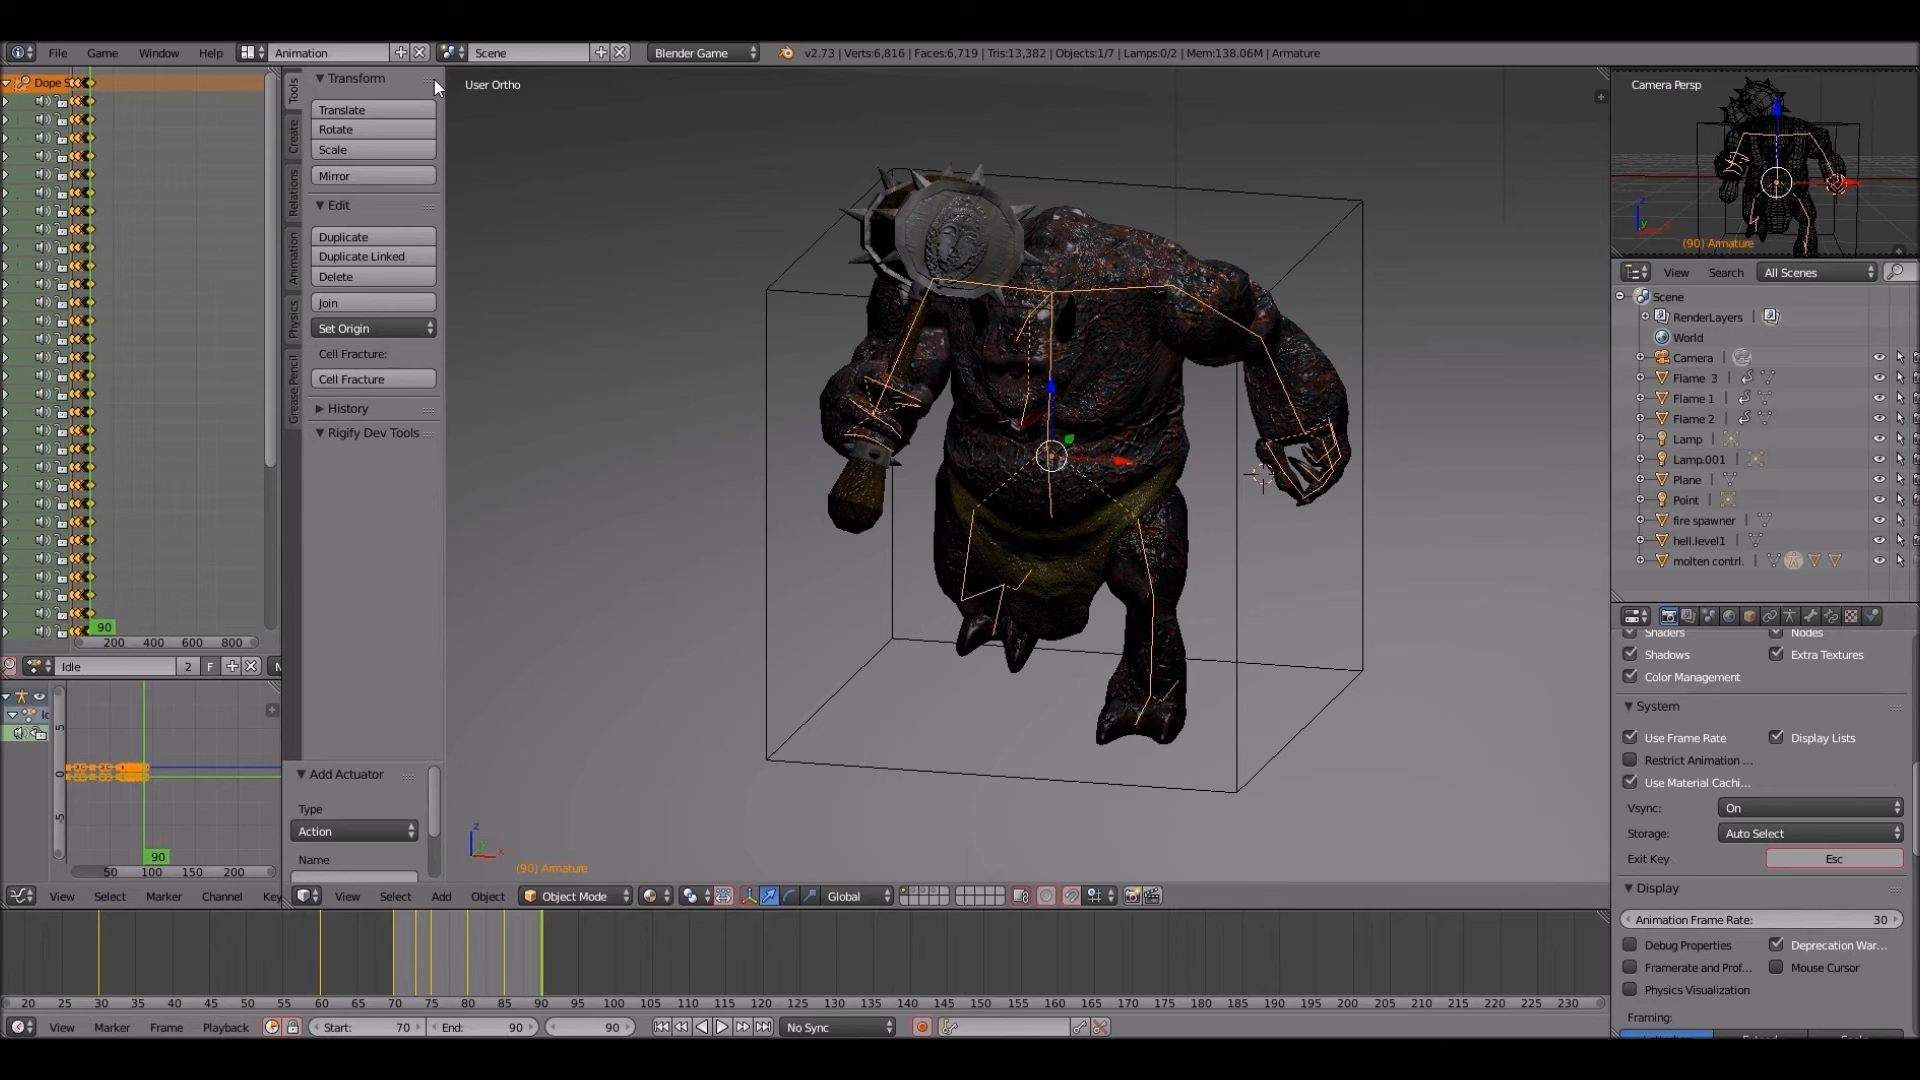 File Game Window Help Animation Scene Blender Game v2.73 | Verts:6,816 | Faces:6,719 | Tris:13,382 | Objects:1/7 | Lamps:0/2 | Mem:138.06M | Armature
Dope S
200 400 600 800
90
Idle 2 F
5
0
-5
90
50 100 150 200
View Select Marker Channel Key
Tools
Create
Relations
Animation
Physics
Grease Pencil
Transform
Translate
Rotate
Scale
Mirror
Edit
Duplicate
Duplicate Linked
Delete
Join
Set Origin
Cell Fracture:
Cell Fracture
History
Rigify Dev Tools
Add Actuator
Type
Action
Name
User Ortho
(90) Armature
View Select Add Object Object Mode Global
Camera Persp
(90) Armature
View Search All Scenes
Scene
RenderLayers |
World
Camera |
Flame 3 |
Flame 1 |
Flame 2 |
Lamp |
Lamp.001 |
Plane |
Point |
fire spawner |
hell.level1 |
molten contrl. |
Shaders Nodes
Shadows Extra Textures
Color Management
System
Use Frame Rate Display Lists
Restrict Animation ...
Use Material Cachi...
Vsync: On
Storage: Auto Select
Exit Key Esc
Display
Animation Frame Rate: 30
Debug Properties Deprecation War...
Framerate and Prof... Mouse Cursor
Physics Visualization
Framing:
20 25 30 35 40 45 50 55 60 65 70 75 80 85 90 95 100 105 110 115 120 125 130 135 140 145 150 155 160 165 170 175 180 185 190 195 200 205 210 215 220 225 230
View Marker Frame Playback Start: 70 End: 90 90 No Sync